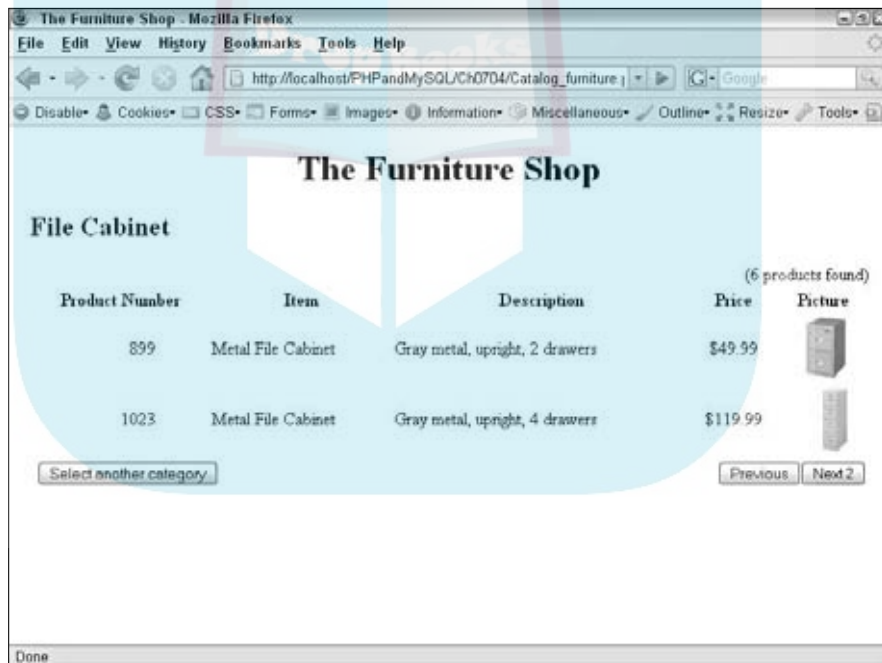 The Furniture Shop - Mozilla Firefox
File Edit View History Bookmarks Tools Help
http://localhost/PHPandMySQL/Ch0704/Catalog_furniture.p G Google
Disable Cookies CSS Forms Images Information Miscellaneous Outline Resize Tools
The Furniture Shop
File Cabinet
(6 products found)
Product Number Item Description Price Picture
899 Metal File Cabinet Gray metal, upright, 2 drawers $49.99
1023 Metal File Cabinet Gray metal, upright, 4 drawers $119.99
Select another category Previous Next 2
Done